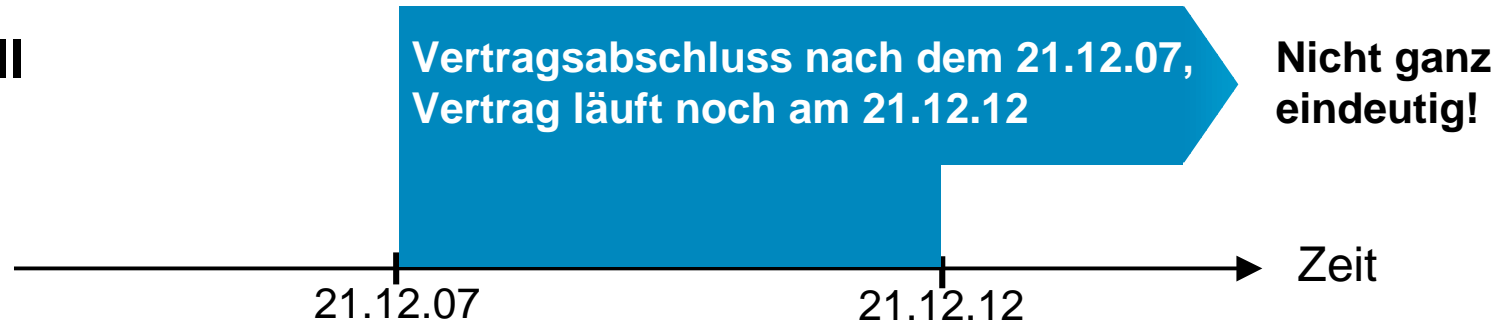 ll
Vertragsabschluss nach dem 21.12.07,
Vertrag läuft noch am 21.12.12
Nicht ganz
eindeutig!
Zeit
21.12.07
21.12.12